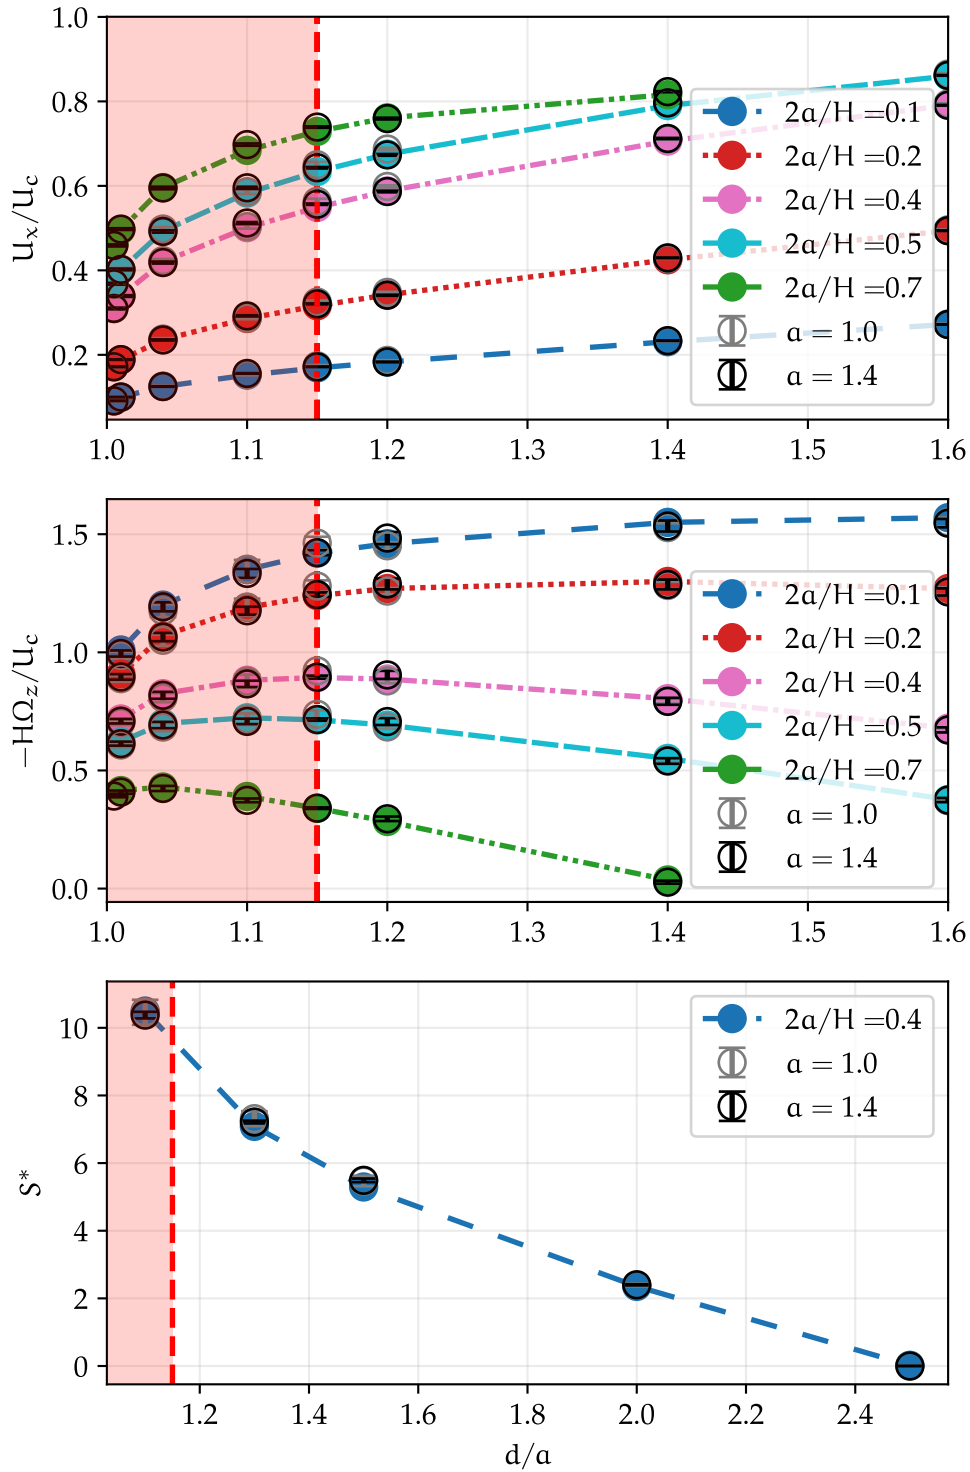 1.0
0.8
0.6
0.4
0.2
Ux/Uc
2a/H =0.1
2a/H =0.2
2a/H =0.4
2a/H =0.5
2a/H =0.7
a = 1.0
a = 1.4
1.0 1.1 1.2 1.3 1.4 1.5 1.6
1.5
1.0
0.5
0.0
−HΩz/Uc
2a/H =0.1
2a/H =0.2
2a/H =0.4
2a/H =0.5
2a/H =0.7
a = 1.0
a = 1.4
1.0 1.1 1.2 1.3 1.4 1.5 1.6
10
8
6
4
2
0
S*
2a/H =0.4
a = 1.0
a = 1.4
1.2 1.4 1.6 1.8 2.0 2.2 2.4
d/a